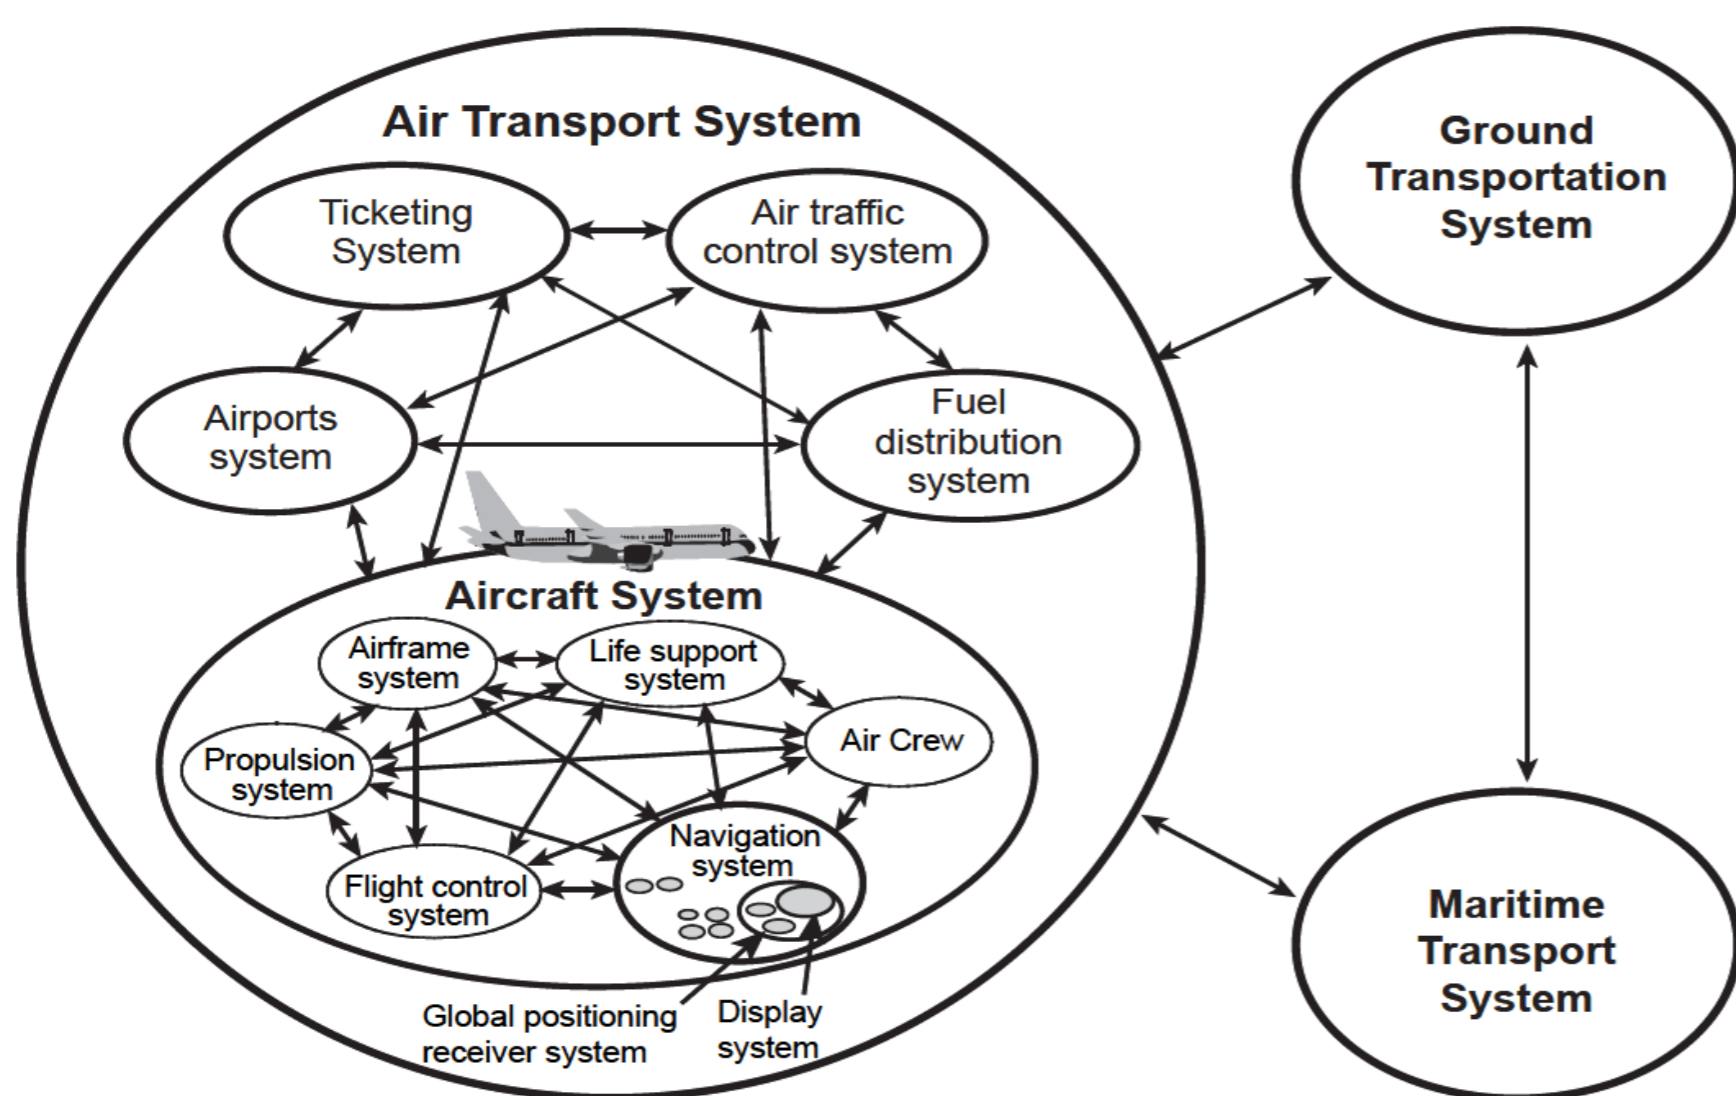 Air Transport System
Ticketing
System
Air traffic
control system
Airports
system
Fuel
distribution
system
Aircraft System
Airframe
system
Life support
system
Propulsion
system
Air Crew
Flight control
system
Navigation
system
Global positioning
receiver system
Display
system
Ground
Transportation
System
Maritime
Transport
System